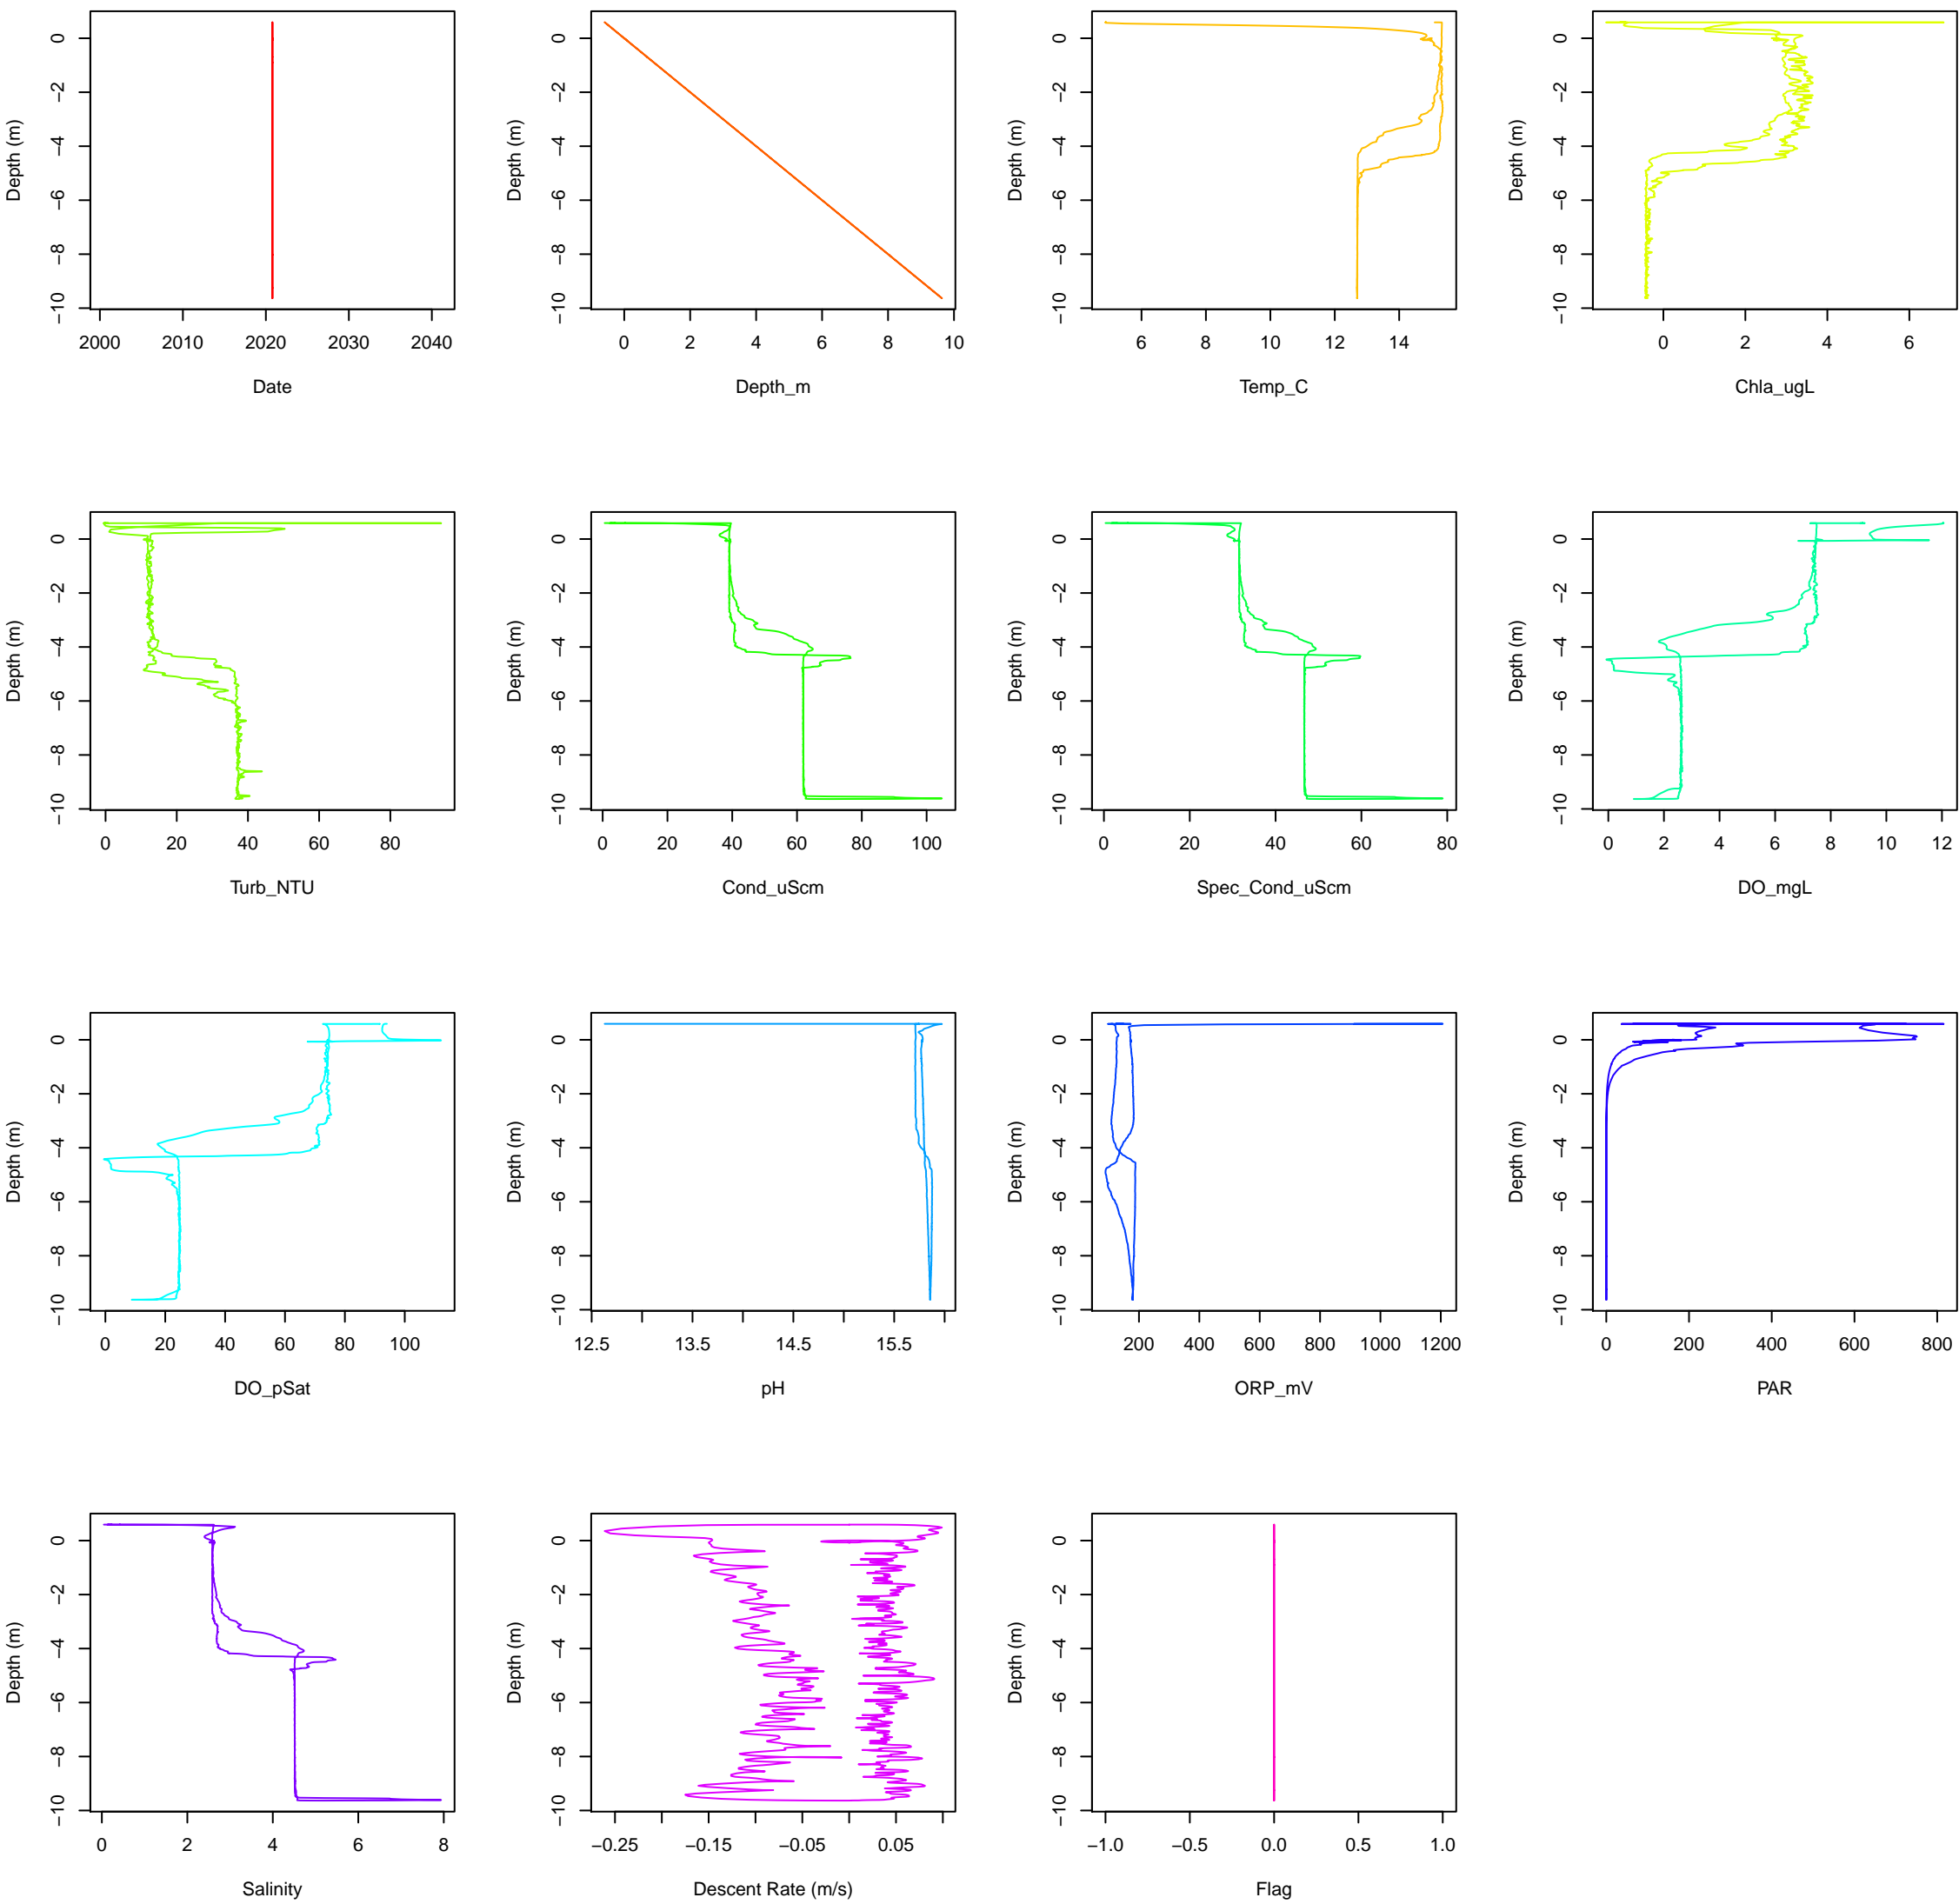 0
−2
−4
−6
−8
−10
Depth (m)
2000 2010 2020 2030 2040
Date
0
−2
−4
−6
−8
−10
Depth (m)
0 2 4 6 8 10
Depth_m
0
−2
−4
−6
−8
−10
Depth (m)
6 8 10 12 14
Temp_C
0
−2
−4
−6
−8
−10
Depth (m)
0 2 4 6
Chla_ugL
0
−2
−4
−6
−8
−10
Depth (m)
0 20 40 60 80
Turb_NTU
0
−2
−4
−6
−8
−10
Depth (m)
0 20 40 60 80 100
Cond_uScm
0
−2
−4
−6
−8
−10
Depth (m)
0 20 40 60 80
Spec_Cond_uScm
0
−2
−4
−6
−8
−10
Depth (m)
0 2 4 6 8 10 12
DO_mgL
0
−2
−4
−6
−8
−10
Depth (m)
0 20 40 60 80 100
DO_pSat
0
−2
−4
−6
−8
−10
Depth (m)
12.5 13.5 14.5 15.5
pH
0
−2
−4
−6
−8
−10
Depth (m)
200 400 600 800 1000 1200
ORP_mV
0
−2
−4
−6
−8
−10
Depth (m)
0 200 400 600 800
PAR
0
−2
−4
−6
−8
−10
Depth (m)
0 2 4 6 8
Salinity
0
−2
−4
−6
−8
−10
Depth (m)
−0.25 −0.15 −0.05 0.05
Descent Rate (m/s)
0
−2
−4
−6
−8
−10
Depth (m)
−1.0 −0.5 0.0 0.5 1.0
Flag